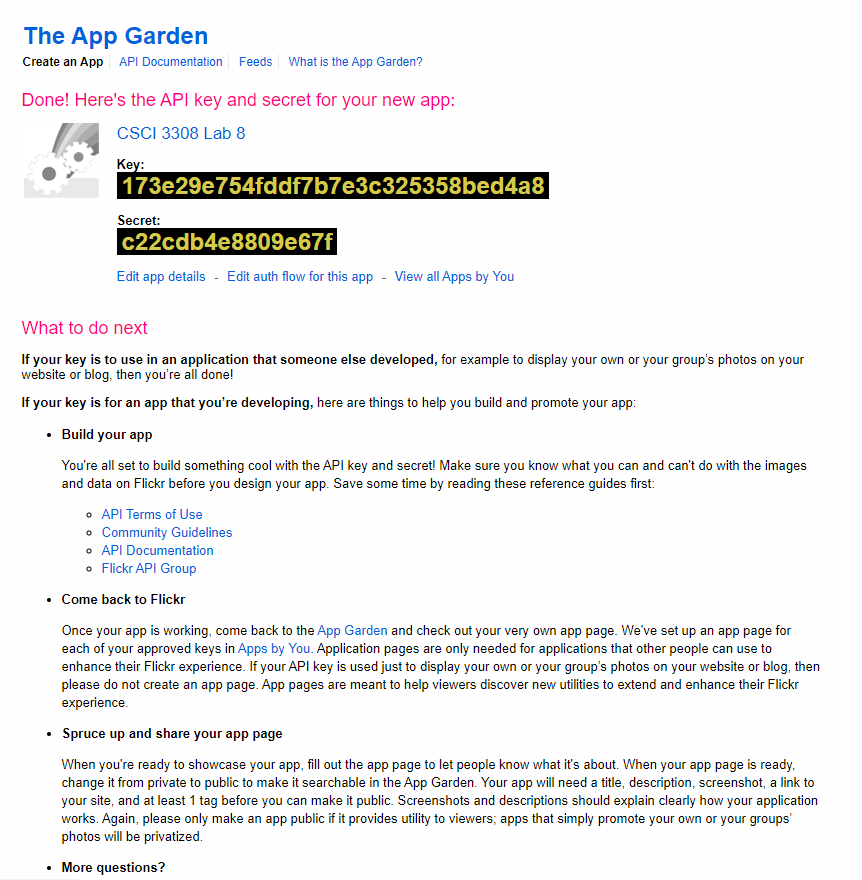 The App Garden
Create an App API Documentation Feeds What is the App Garden?
Done! Here's the API key and secret for your new app:
CSCI 3308 Lab 8
Key:
173e29e754fddf7b7e3c325358bed4a8
Secret:
c22cdb4e8809e67f
Edit app details - Edit auth flow for this app - View all Apps by You
What to do next
If your key is to use in an application that someone else developed, for example to display your own or your group’s photos on your
website or blog, then you’re all done!
If your key is for an app that you’re developing, here are things to help you build and promote your app:
• Build your app
You're all set to build something cool with the API key and secret! Make sure you know what you can and can't do with the images
and data on Flickr before you design your app. Save some time by reading these reference guides first:
API Terms of Use
Community Guidelines
API Documentation
Flickr API Group
• Come back to Flickr
Once your app is working, come back to the App Garden and check out your very own app page. We've set up an app page for
each of your approved keys in Apps by You. Application pages are only needed for applications that other people can use to
enhance their Flickr experience. If your API key is used just to display your own or your group’s photos on your website or blog, then
please do not create an app page. App pages are meant to help viewers discover new utilities to extend and enhance their Flickr
experience.
• Spruce up and share your app page
When you're ready to showcase your app, fill out the app page to let people know what it's about. When your app page is ready,
change it from private to public to make it searchable in the App Garden. Your app will need a title, description, screenshot, a link to
your site, and at least 1 tag before you can make it public. Screenshots and descriptions should explain clearly how your application
works. Again, please only make an app public if it provides utility to viewers; apps that simply promote your own or your groups’
photos will be privatized.
• More questions?